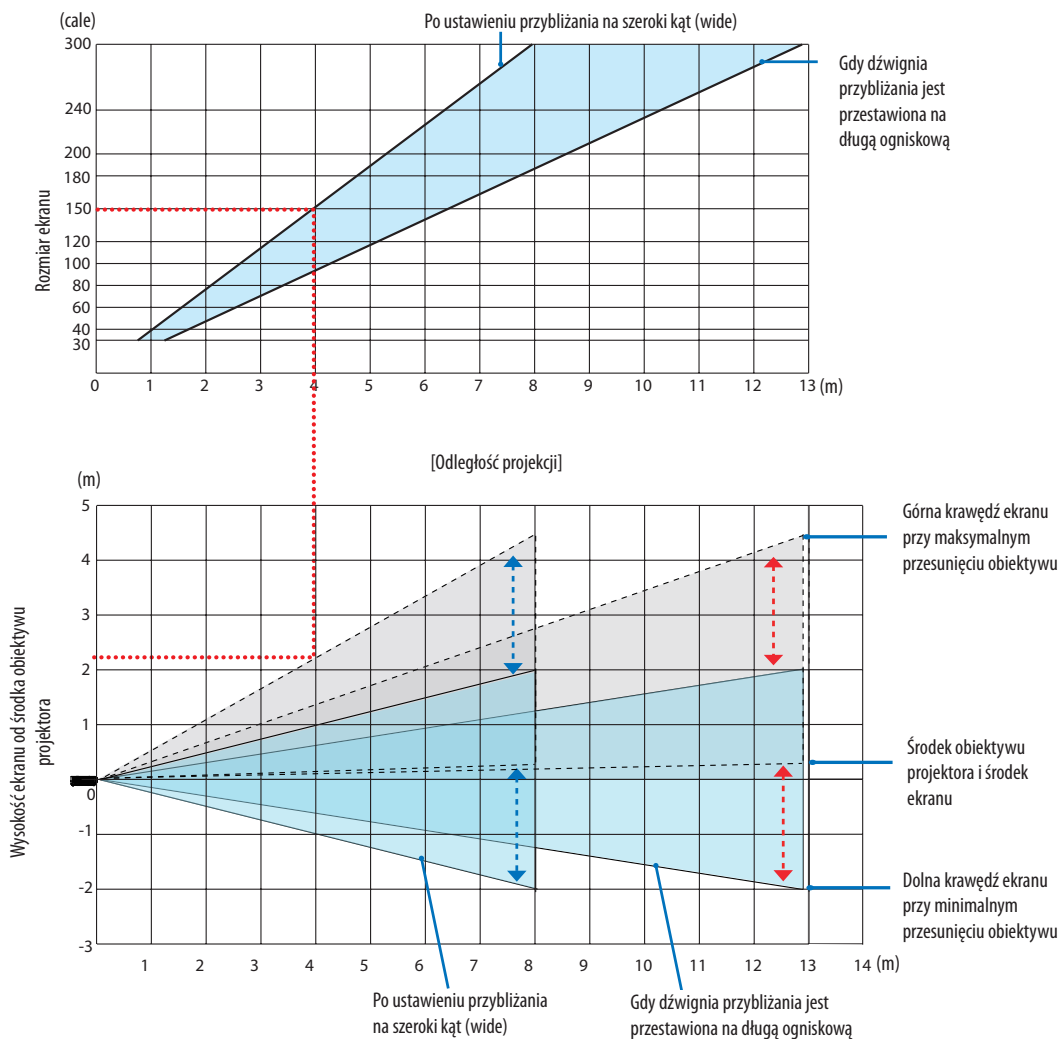 (cale)
Po ustawieniu przybliżania na szeroki kąt (wide)
Gdy dźwignia
przybliżania jest
przestawiona na
długą ogniskową
Rozmiar ekranu
300
240
200
180
150
120
100
80
60
40
30
0 1 2 3 4 5 6 7 8 9 10 11 12 13 (m)
[Odległość projekcji]
(m)
Wysokość ekranu od środka obiektywu
projektora
5
4
3
2
1
0
-1
-2
-3
1 2 3 4 5 6 7 8 9 10 11 12 13 14 (m)
Górna krawędź ekranu
przy maksymalnym
przesunięciu obiektywu
Środek obiektywu
projektora i środek
ekranu
Dolna krawędź ekranu
przy minimalnym
przesunięciu obiektywu
Po ustawieniu przybliżania
na szeroki kąt (wide)
Gdy dźwignia przybliżania jest
przestawiona na długą ogniskową